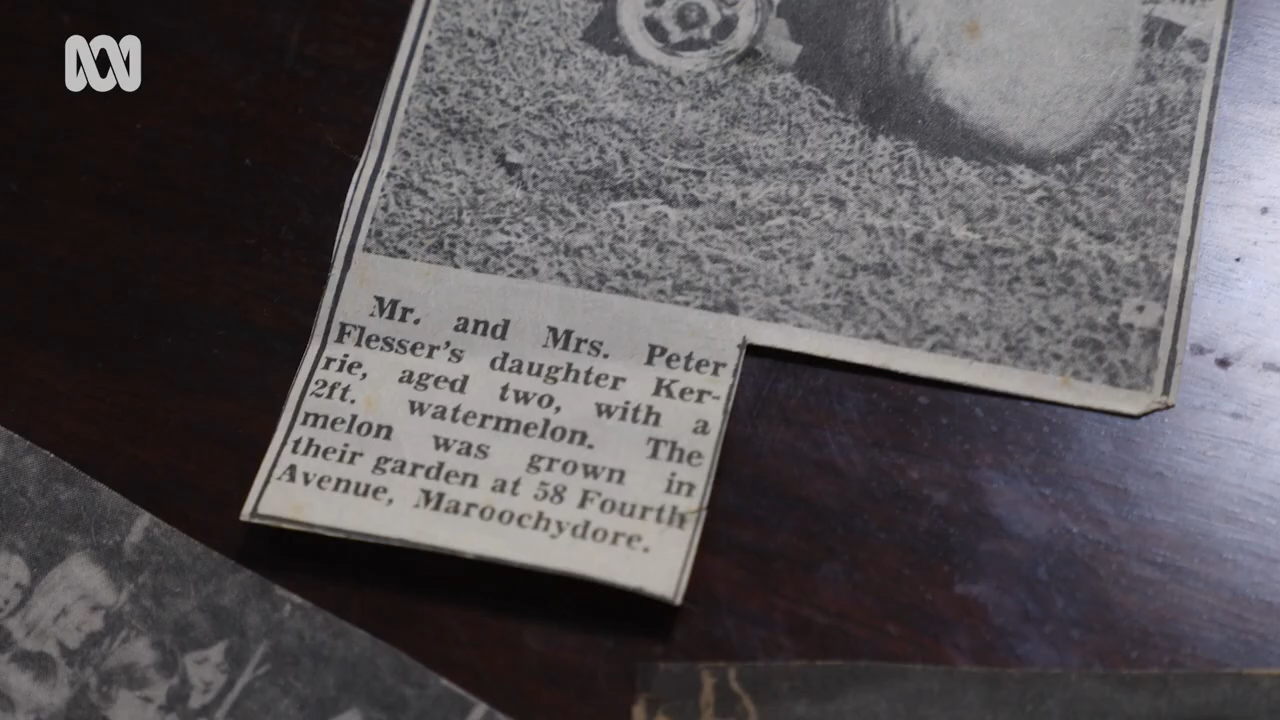 Mr. and Mrs. Peter
Flesser's daughter Ker-
rie, aged two, with a
2ft. watermelon. The
melon was grown in
their garden at 58 Fourth
Avenue, Maroochydore.